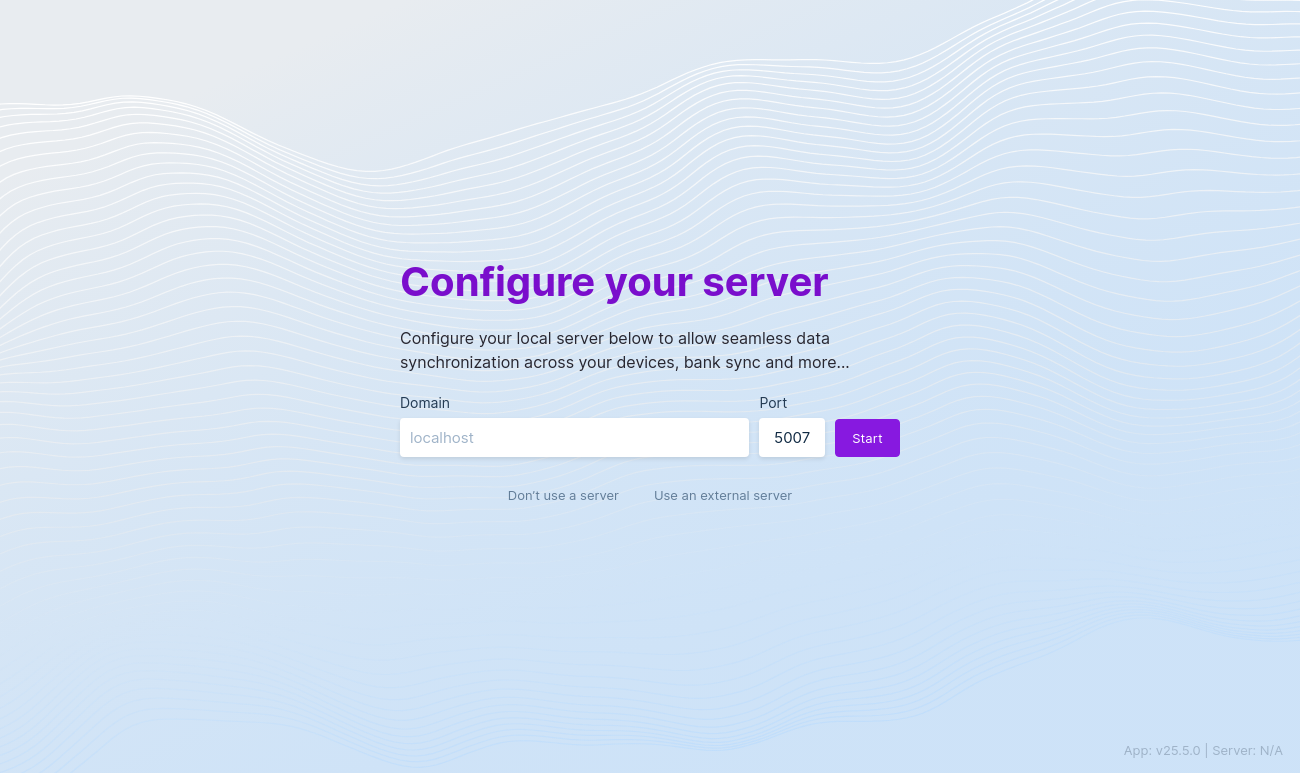 Configure your server
Configure your local server below to allow seamless data
synchronization across your devices, bank sync and more…
Domain Port
localhost 5007 Start
Don’t use a server Use an external server
App: v25.5.0 | Server: N/A